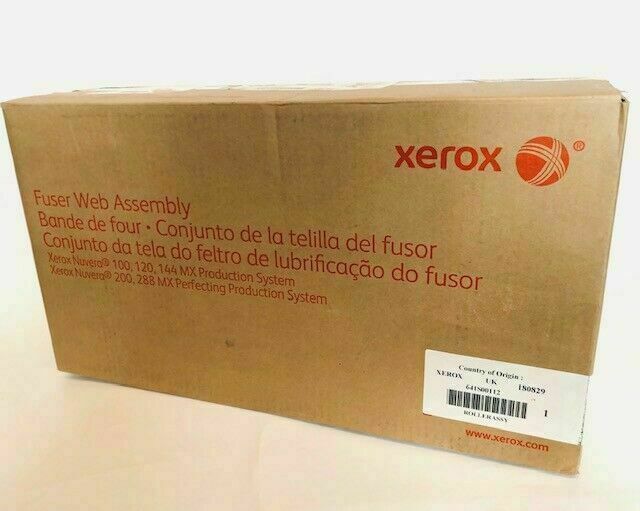 xerox ®
Fuser Web Assembly
Bande de four • Conjunto de la telilla del fusor
Conjunto da tela do feltro de lubrificação do fusor
Xerox Nuvera® 100, 120, 144 MX Production System
Xerox Nuvera® 200, 288 MX Perfecting Production System
Country of Origin :
XEROX UK 180829
641S00112
1
ROLLERASSY
www.xerox.com